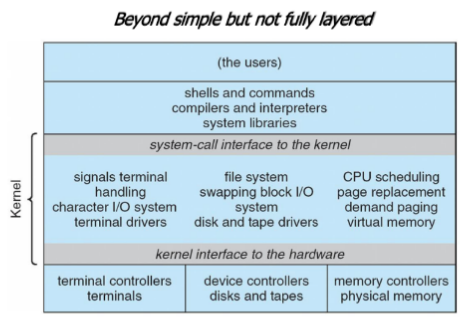 Beyond simple but not fully layered
(the users)
shells and commands
compilers and interpreters
system libraries
system-call interface to the kernel
Kernel
signals terminal
handling
character I/O system
terminal drivers
file system
swapping block I/O
system
disk and tape drivers
CPU scheduling
page replacement
demand paging
virtual memory
kernel interface to the hardware
terminal controllers
terminals
device controllers
disks and tapes
memory controllers
physical memory